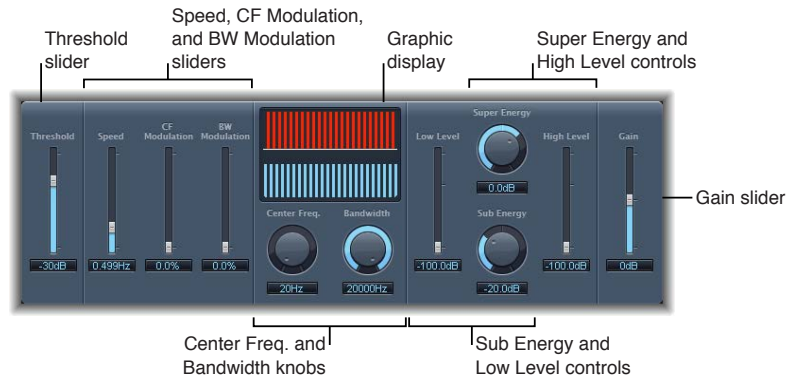 Threshold
slider
Speed, CF Modulation,
and BW Modulation
sliders
Graphic
display
Super Energy and
High Level controls
Threshold
Speed
CF
Modulation
BW
Modulation
Low Level
Super Energy
High Level
Gain
0.0dB
Gain slider
Center Freq.
Bandwidth
Sub Energy
-30dB
0.499Hz
0.0%
0.0%
20Hz
20000Hz
-100.0dB
-20.0dB
-100.0dB
0dB
Center Freq. and
Bandwidth knobs
Sub Energy and
Low Level controls